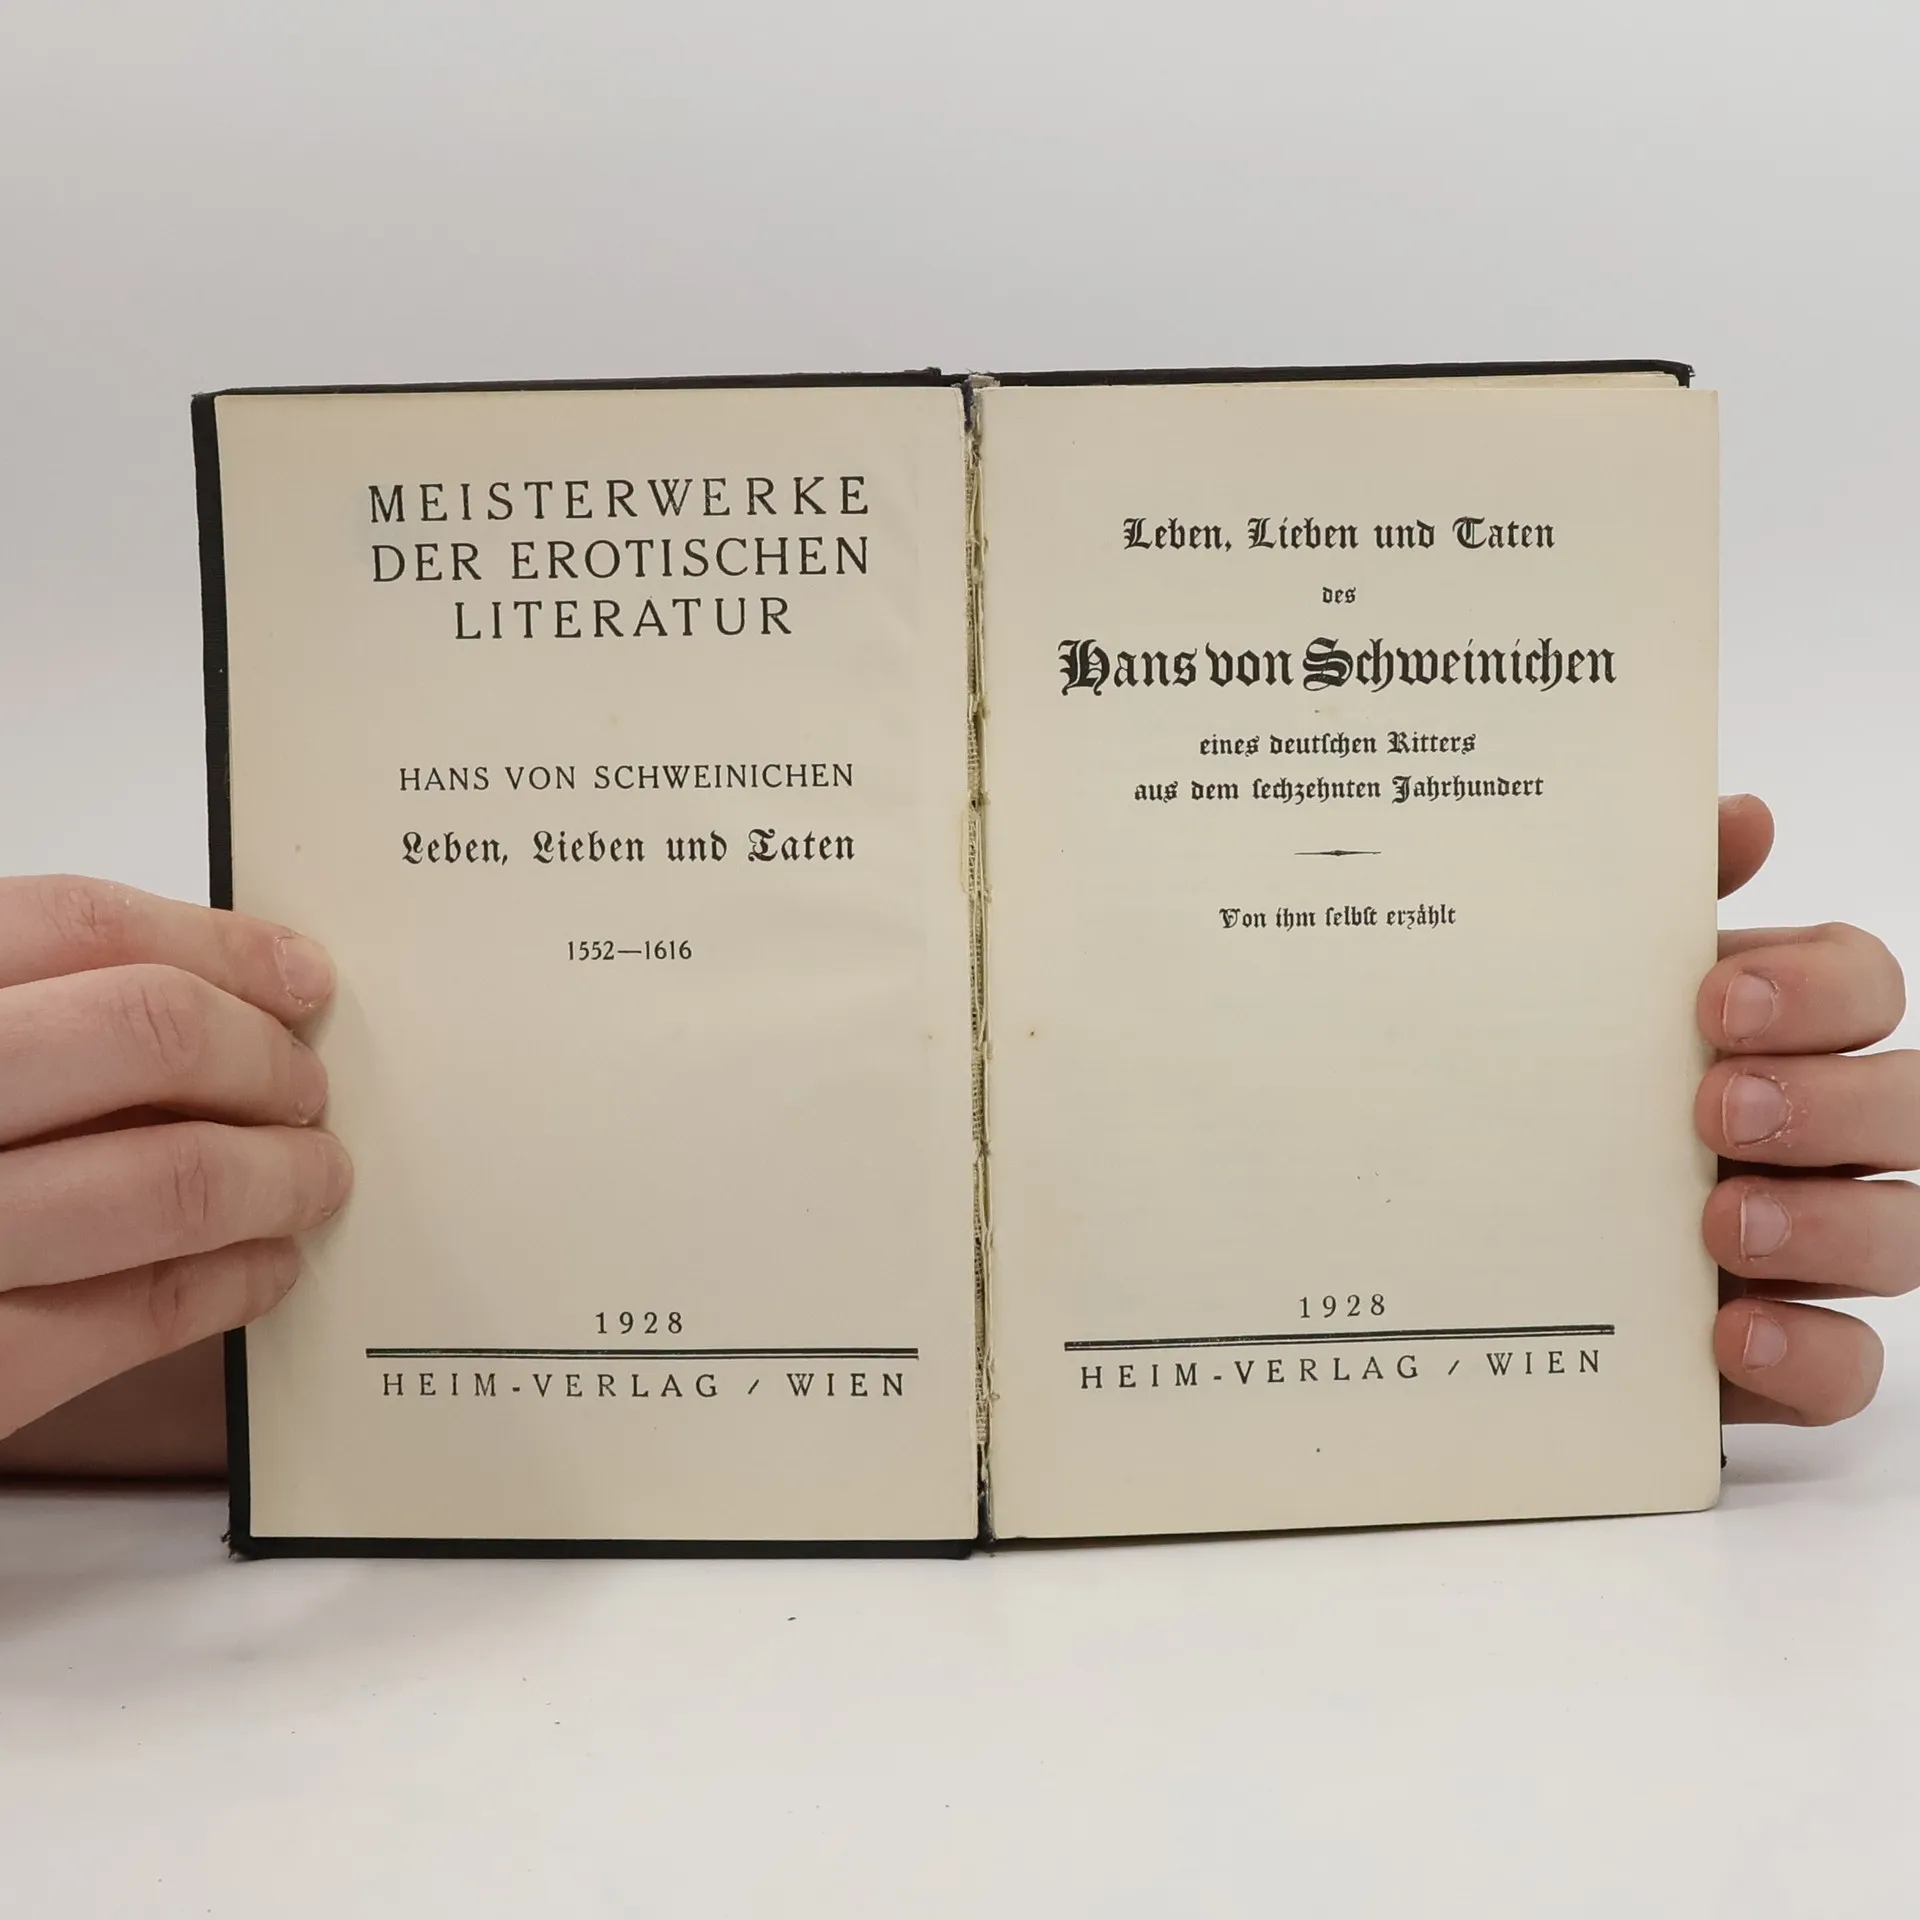 MEISTERWERKE
DER EROTISCHEN
LITERATUR
HANS VON SCHWEINICHEN
Leben, Lieben und Taten
1552—1616
1928
HEIM-VERLAG / WIEN
Leben, Lieben und Taten
des
Hans von Schweinichen
eines deutſchen Ritters
aus dem ſechzehnten Jahrhundert
Von ihm ſelbſt erzählt
1928
HEIM-VERLAG / WIEN